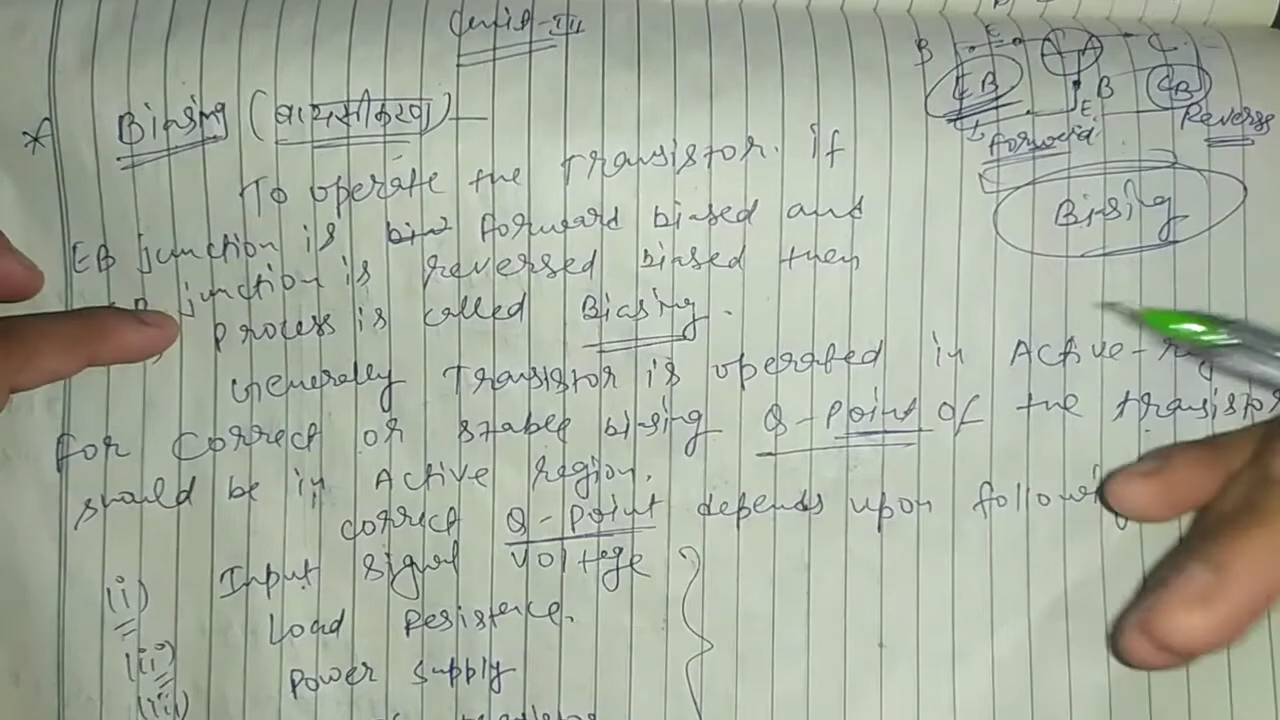 Unit-III
B E C
EB E B CB
Forward Reverse
Biasing
* Biasing (बायसीकरण)—
To operate the Transistor. if
EB junction is forward biased and
junction is reversed biased then
process is called Biasing.
Generally Transistor is operated in Active-
for correct or stable biasing Q-Point of the transistor
should be in Active region.
correct Q-Point depends upon
(i) Input signal voltage
(ii) Load Resistence.
(iii) Power supply